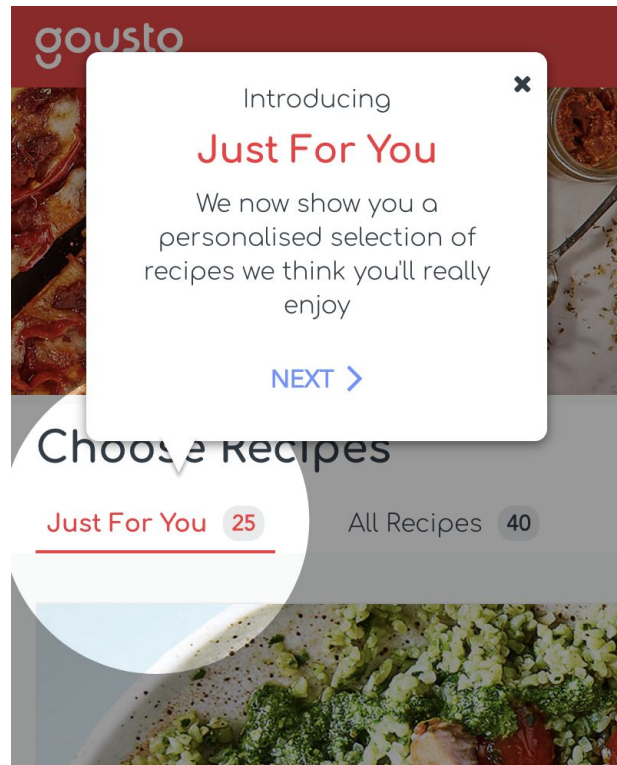 gousto
Introducing
Just For You
We now show you a
personalised selection of
recipes we think you'll really
enjoy
NEXT
Choose Recipes
Just For You 25
All Recipes 40